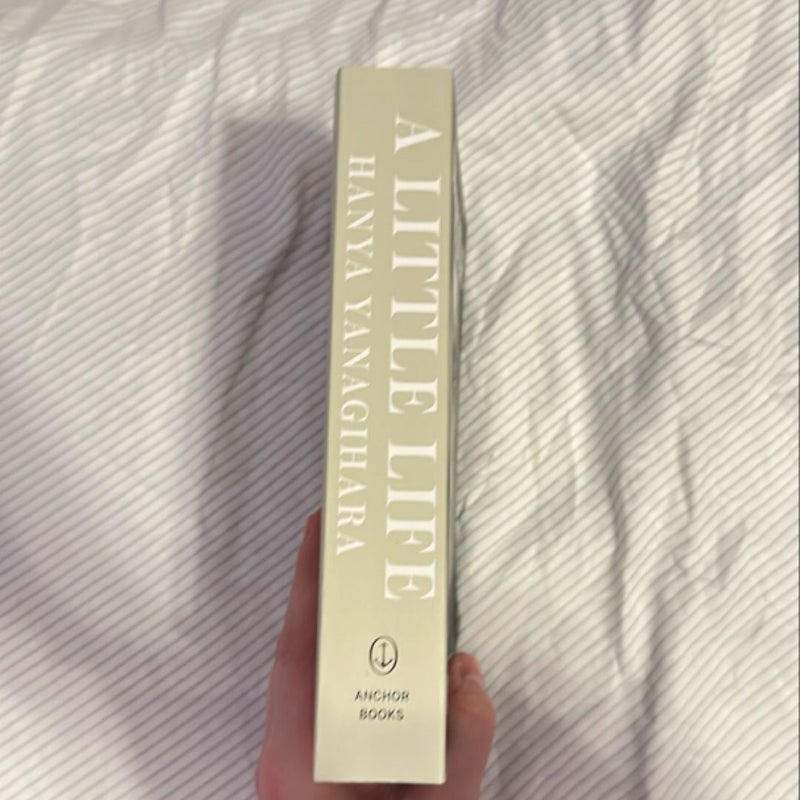 A LITTLE LIFE
HANYA YANAGIHARA
ANCHOR
BOOKS